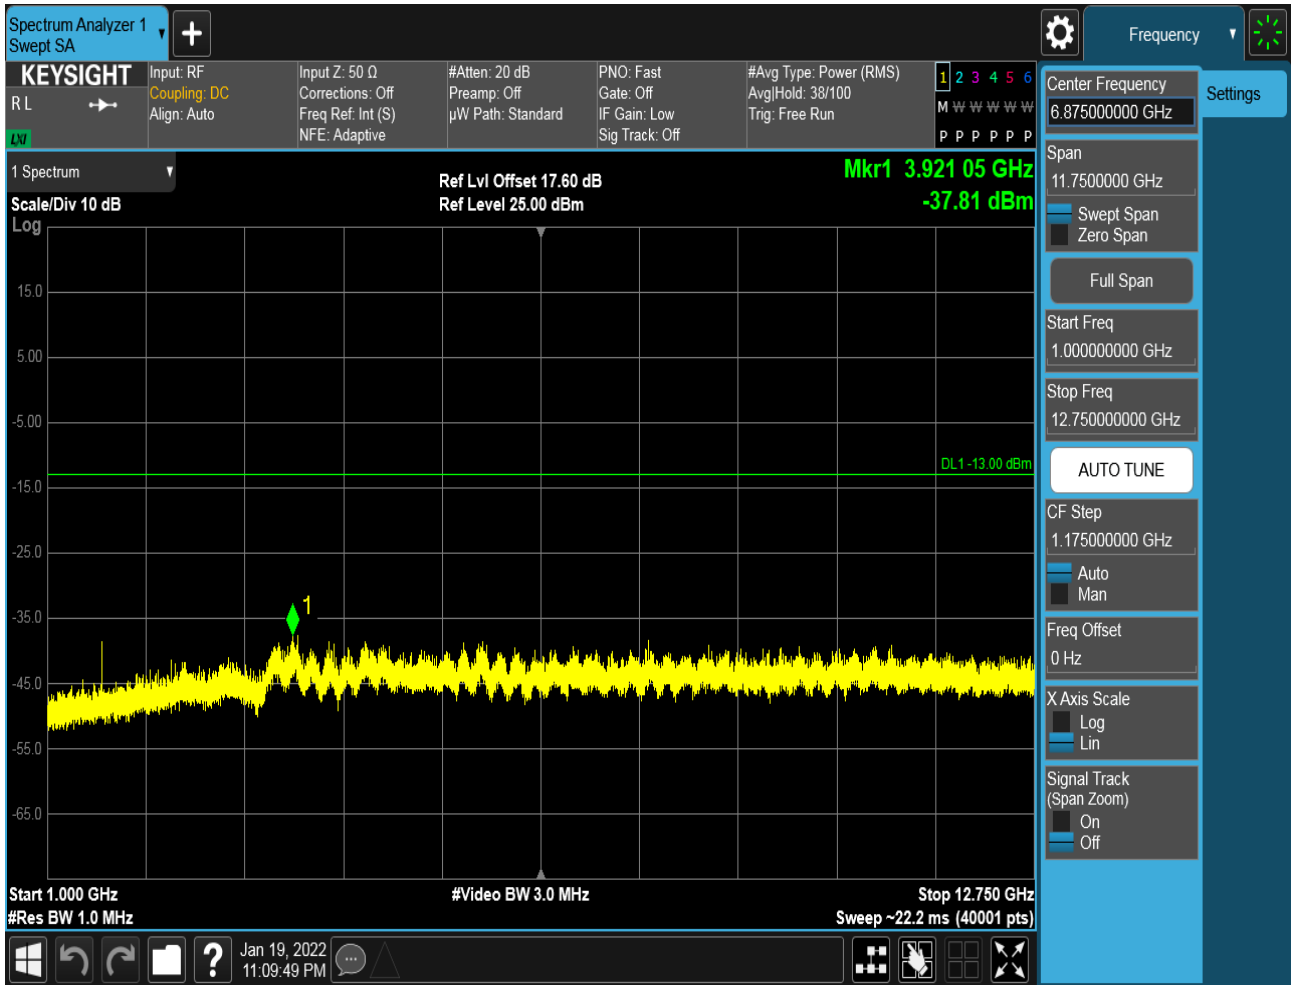 Spectrum Analyzer 1
Swept SA
Frequency
KEYSIGHT
R L
LXI
Input: RF
Coupling: DC
Align: Auto
Input Z: 50 Ω
Corrections: Off
Freq Ref: Int (S)
NFE: Adaptive
#Atten: 20 dB
Preamp: Off
µW Path: Standard
PNO: Fast
Gate: Off
IF Gain: Low
Sig Track: Off
#Avg Type: Power (RMS)
Avg|Hold: 38/100
Trig: Free Run
1 2 3 4 5 6
M W W W W W
P P P P P P
1 Spectrum
Scale/Div 10 dB
Log
Ref Lvl Offset 17.60 dB
Ref Level 25.00 dBm
Mkr1 3.921 05 GHz
-37.81 dBm
15.0
5.00
-5.00
-15.0
-25.0
-35.0
-45.0
-55.0
-65.0
DL1 -13.00 dBm
1
Start 1.000 GHz
#Res BW 1.0 MHz
#Video BW 3.0 MHz
Stop 12.750 GHz
Sweep ~22.2 ms (40001 pts)
Jan 19, 2022
11:09:49 PM
?
Center Frequency
6.875000000 GHz
Settings
Span
11.7500000 GHz
Swept Span
Zero Span
Full Span
Start Freq
1.000000000 GHz
Stop Freq
12.750000000 GHz
AUTO TUNE
CF Step
1.175000000 GHz
Auto
Man
Freq Offset
0 Hz
X Axis Scale
Log
Lin
Signal Track
(Span Zoom)
On
Off